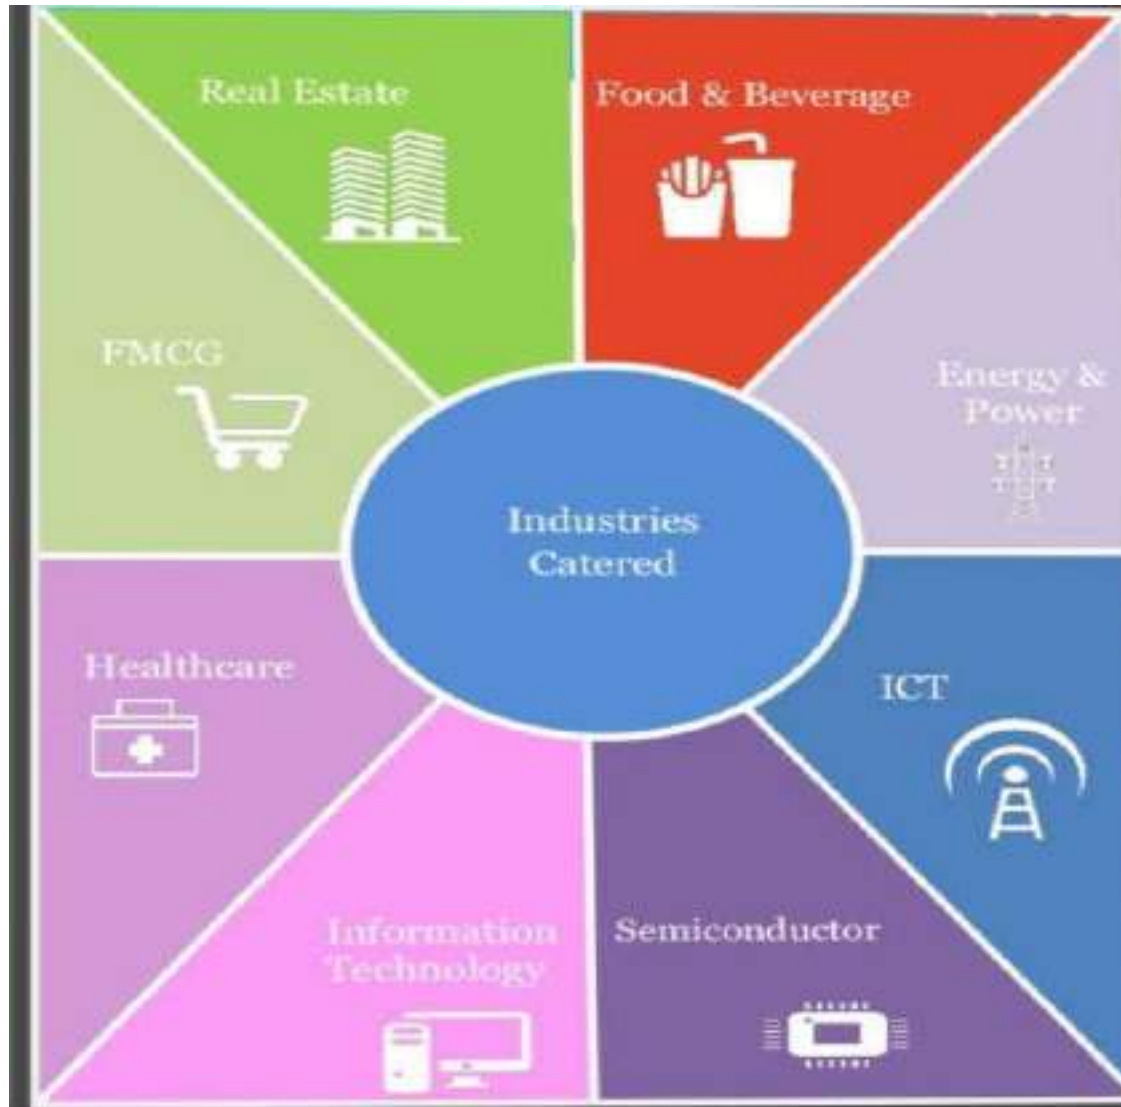 Real Estate
Food & Beverage
FMCG
Energy &
Power
Industries
Catered
Healthcare
ICT
Information
Technology
Semiconductor